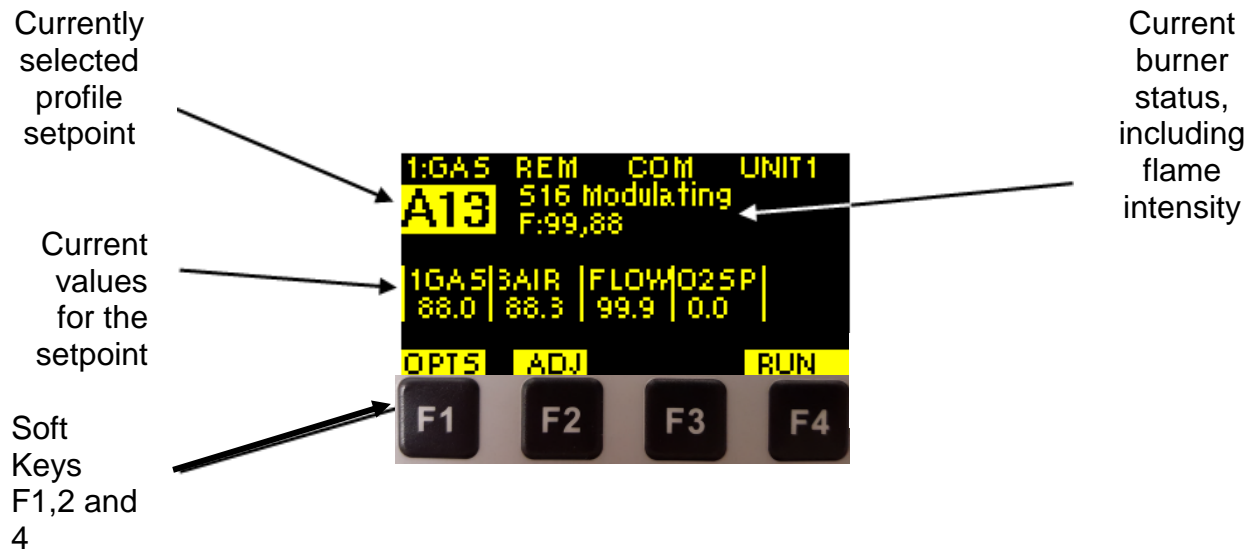 Currently
selected
profile
setpoint
Current
burner
status,
including
flame
intensity
1:GAS REM COM UNIT1
A13
S16 Modulating
F:99,88
Current
values
for the
setpoint
1GAS 3AIR FLOW O2SP
88.0 88.3 99.9 0.0
OPTS ADJ RUN
F1 F2 F3 F4
Soft
Keys
F1,2 and
4